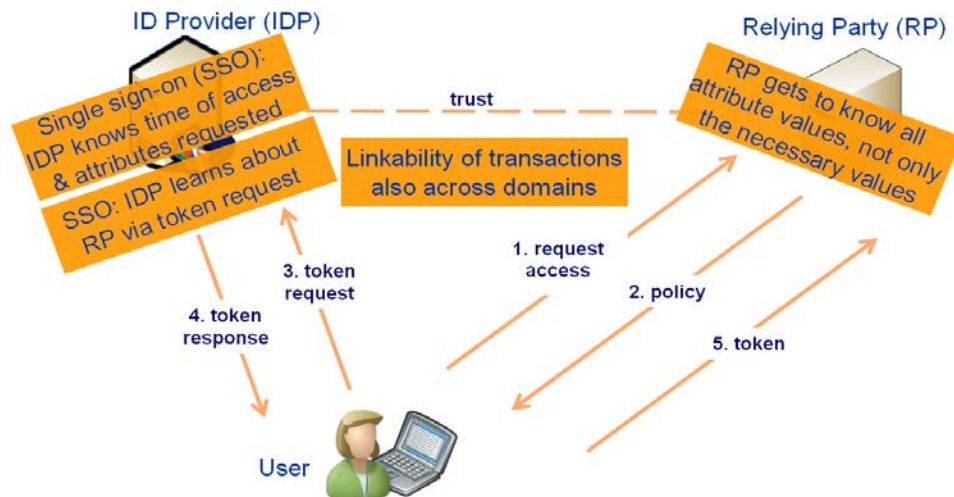 ID Provider (IDP)
Relying Party (RP)
Single sign-on (SSO):
IDP knows time of access
& attributes requested
SSO: IDP learns about
RP via token request
trust
Linkability of transactions
also across domains
RP gets to know all
attribute values, not only
the necessary
values
1. request
access
2. policy
3. token
request
4. token
response
5. token
User